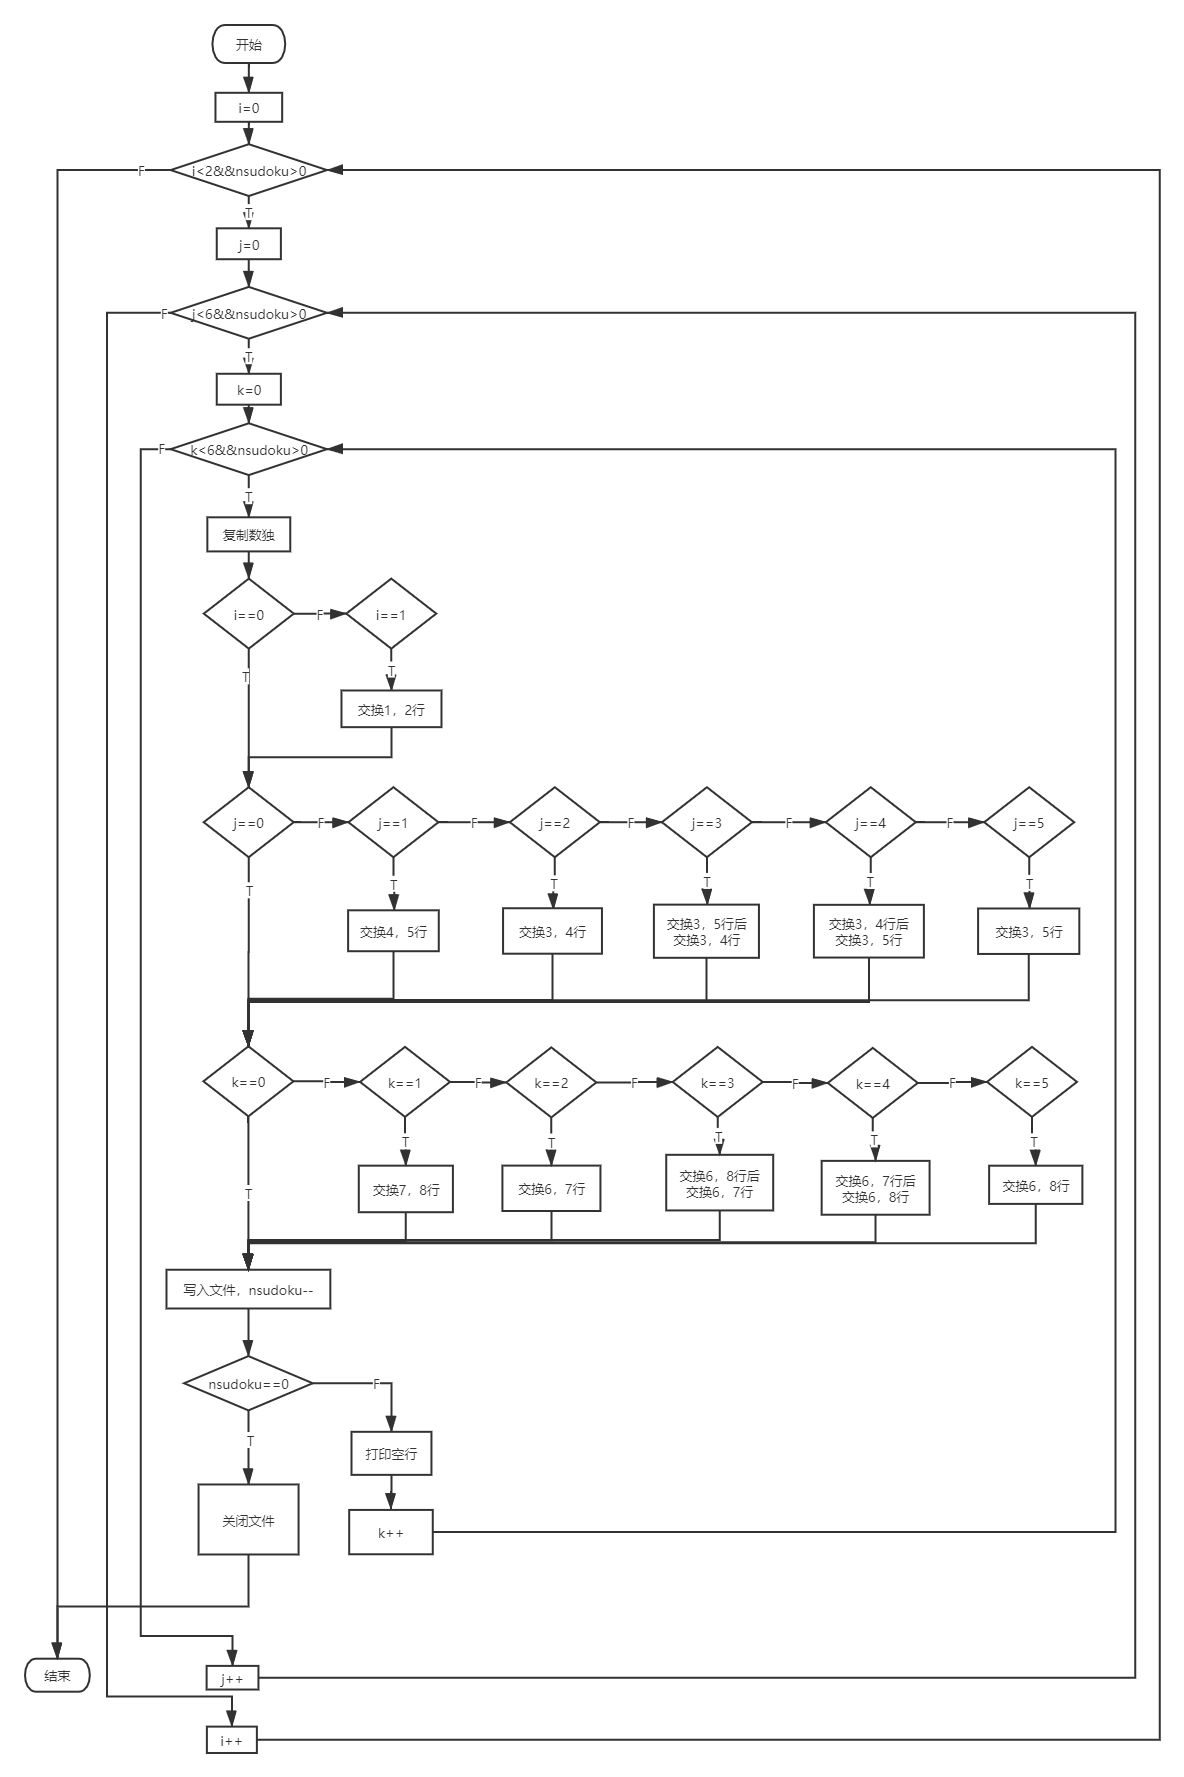 开始
i=0
i<2&&nsudoku>0
F
T
j=0
j<6&&nsudoku>0
F
T
k=0
k<6&&nsudoku>0
F
T
复制数独
i==0
F
i==1
T
T
交换1，2行
j==0
F
j==1
F
j==2
F
j==3
F
j==4
F
j==5
T
T
T
T
T
T
交换4，5行
交换3，4行
交换3，5行后
交换3，4行
交换3，4行后
交换3，5行
交换3，5行
k==0
F
k==1
F
k==2
F
k==3
F
k==4
F
k==5
T
T
T
T
T
T
交换7，8行
交换6，7行
交换6，8行后
交换6，7行
交换6，7行后
交换6，8行
交换6，8行
写入文件，nsudoku--
nsudoku==0
F
T
打印空行
关闭文件
k++
结束
j++
i++